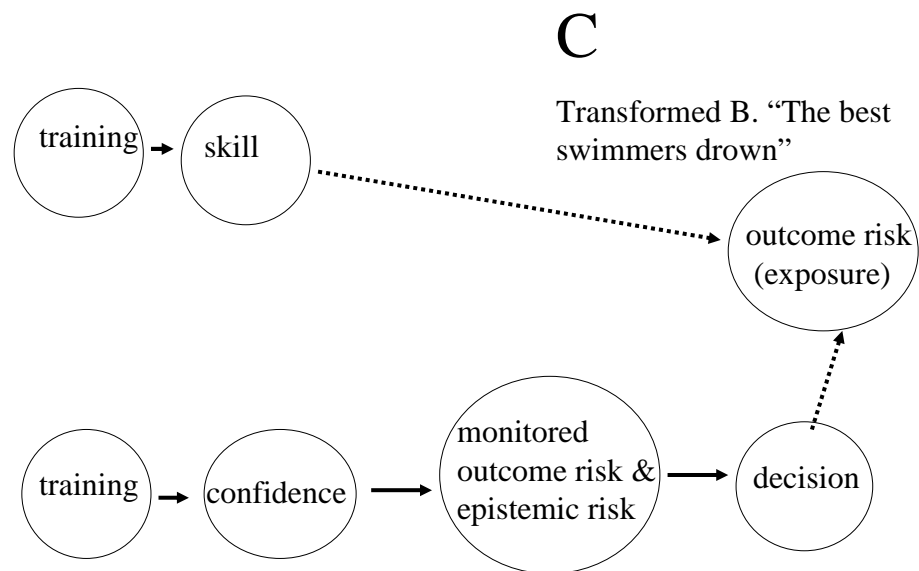 C
Transformed B. “The best
swimmers drown”
training
skill
outcome risk
(exposure)
training
confidence
monitored
outcome risk &
epistemic risk
decision